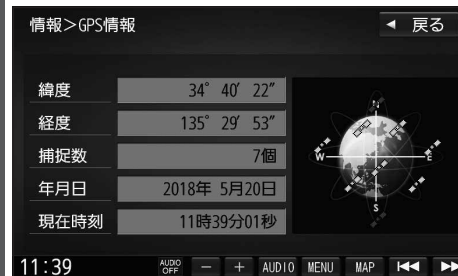 情報＞GPS情報
◀ 戻る
緯度 34° 40′ 22″
経度 135° 29′ 53″
捕捉数 7個
年月日 2018年 5月20日
現在時刻 11時39分01秒
N
W E
S
11:39 AUDIO OFF － ＋ AUDIO MENU MAP